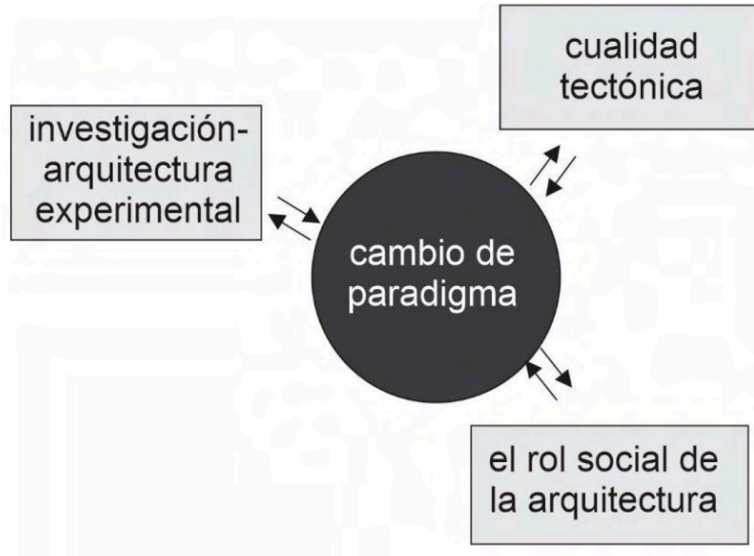 cualidad
tectónica
investigación-
arquitectura
experimental
cambio de
paradigma
el rol social de
la arquitectura